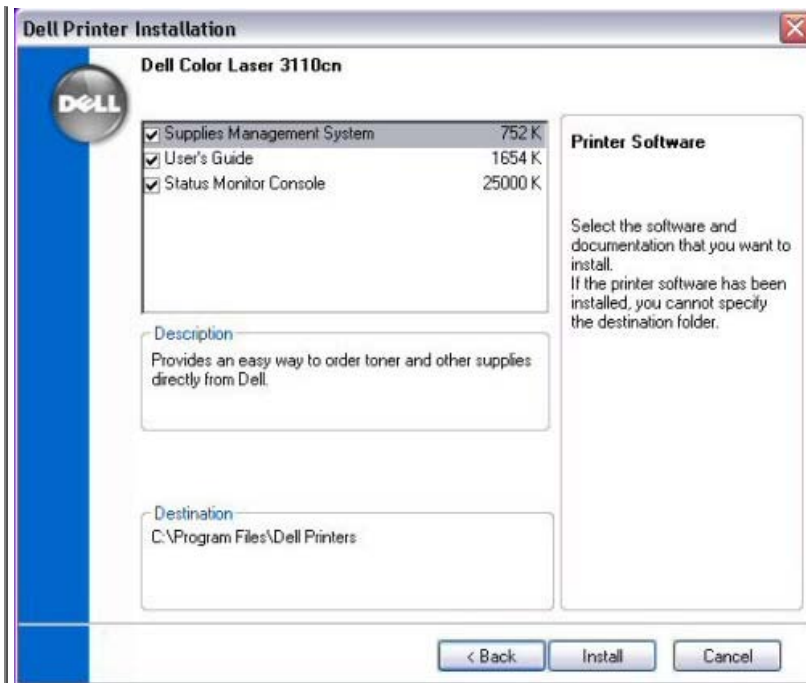 Dell Printer Installation
Dell Color Laser 3110cn
DELL
Supplies Management System 752 K
User's Guide 1654 K
Status Monitor Console 25000 K
Description
Provides an easy way to order toner and other supplies
directly from Dell.
Destination
C:\Program Files\Dell Printers
Printer Software
Select the software and
documentation that you want to
install.
If the printer software has been
installed, you cannot specify
the destination folder.
< Back
Install
Cancel